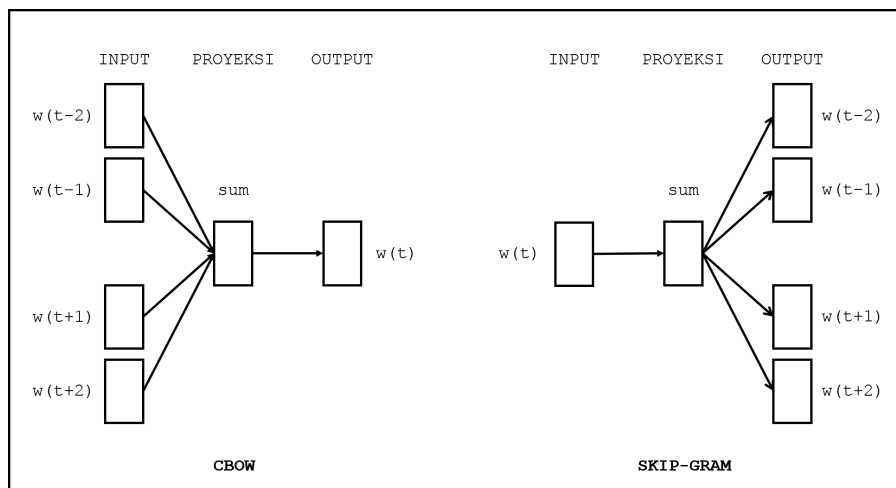 INPUT PROYEKSI OUTPUT
w(t-2)
w(t-1)
sum
w(t)
w(t+1)
w(t+2)
CBOW
INPUT PROYEKSI OUTPUT
w(t-2)
w(t-1)
sum
w(t)
w(t+1)
w(t+2)
SKIP-GRAM